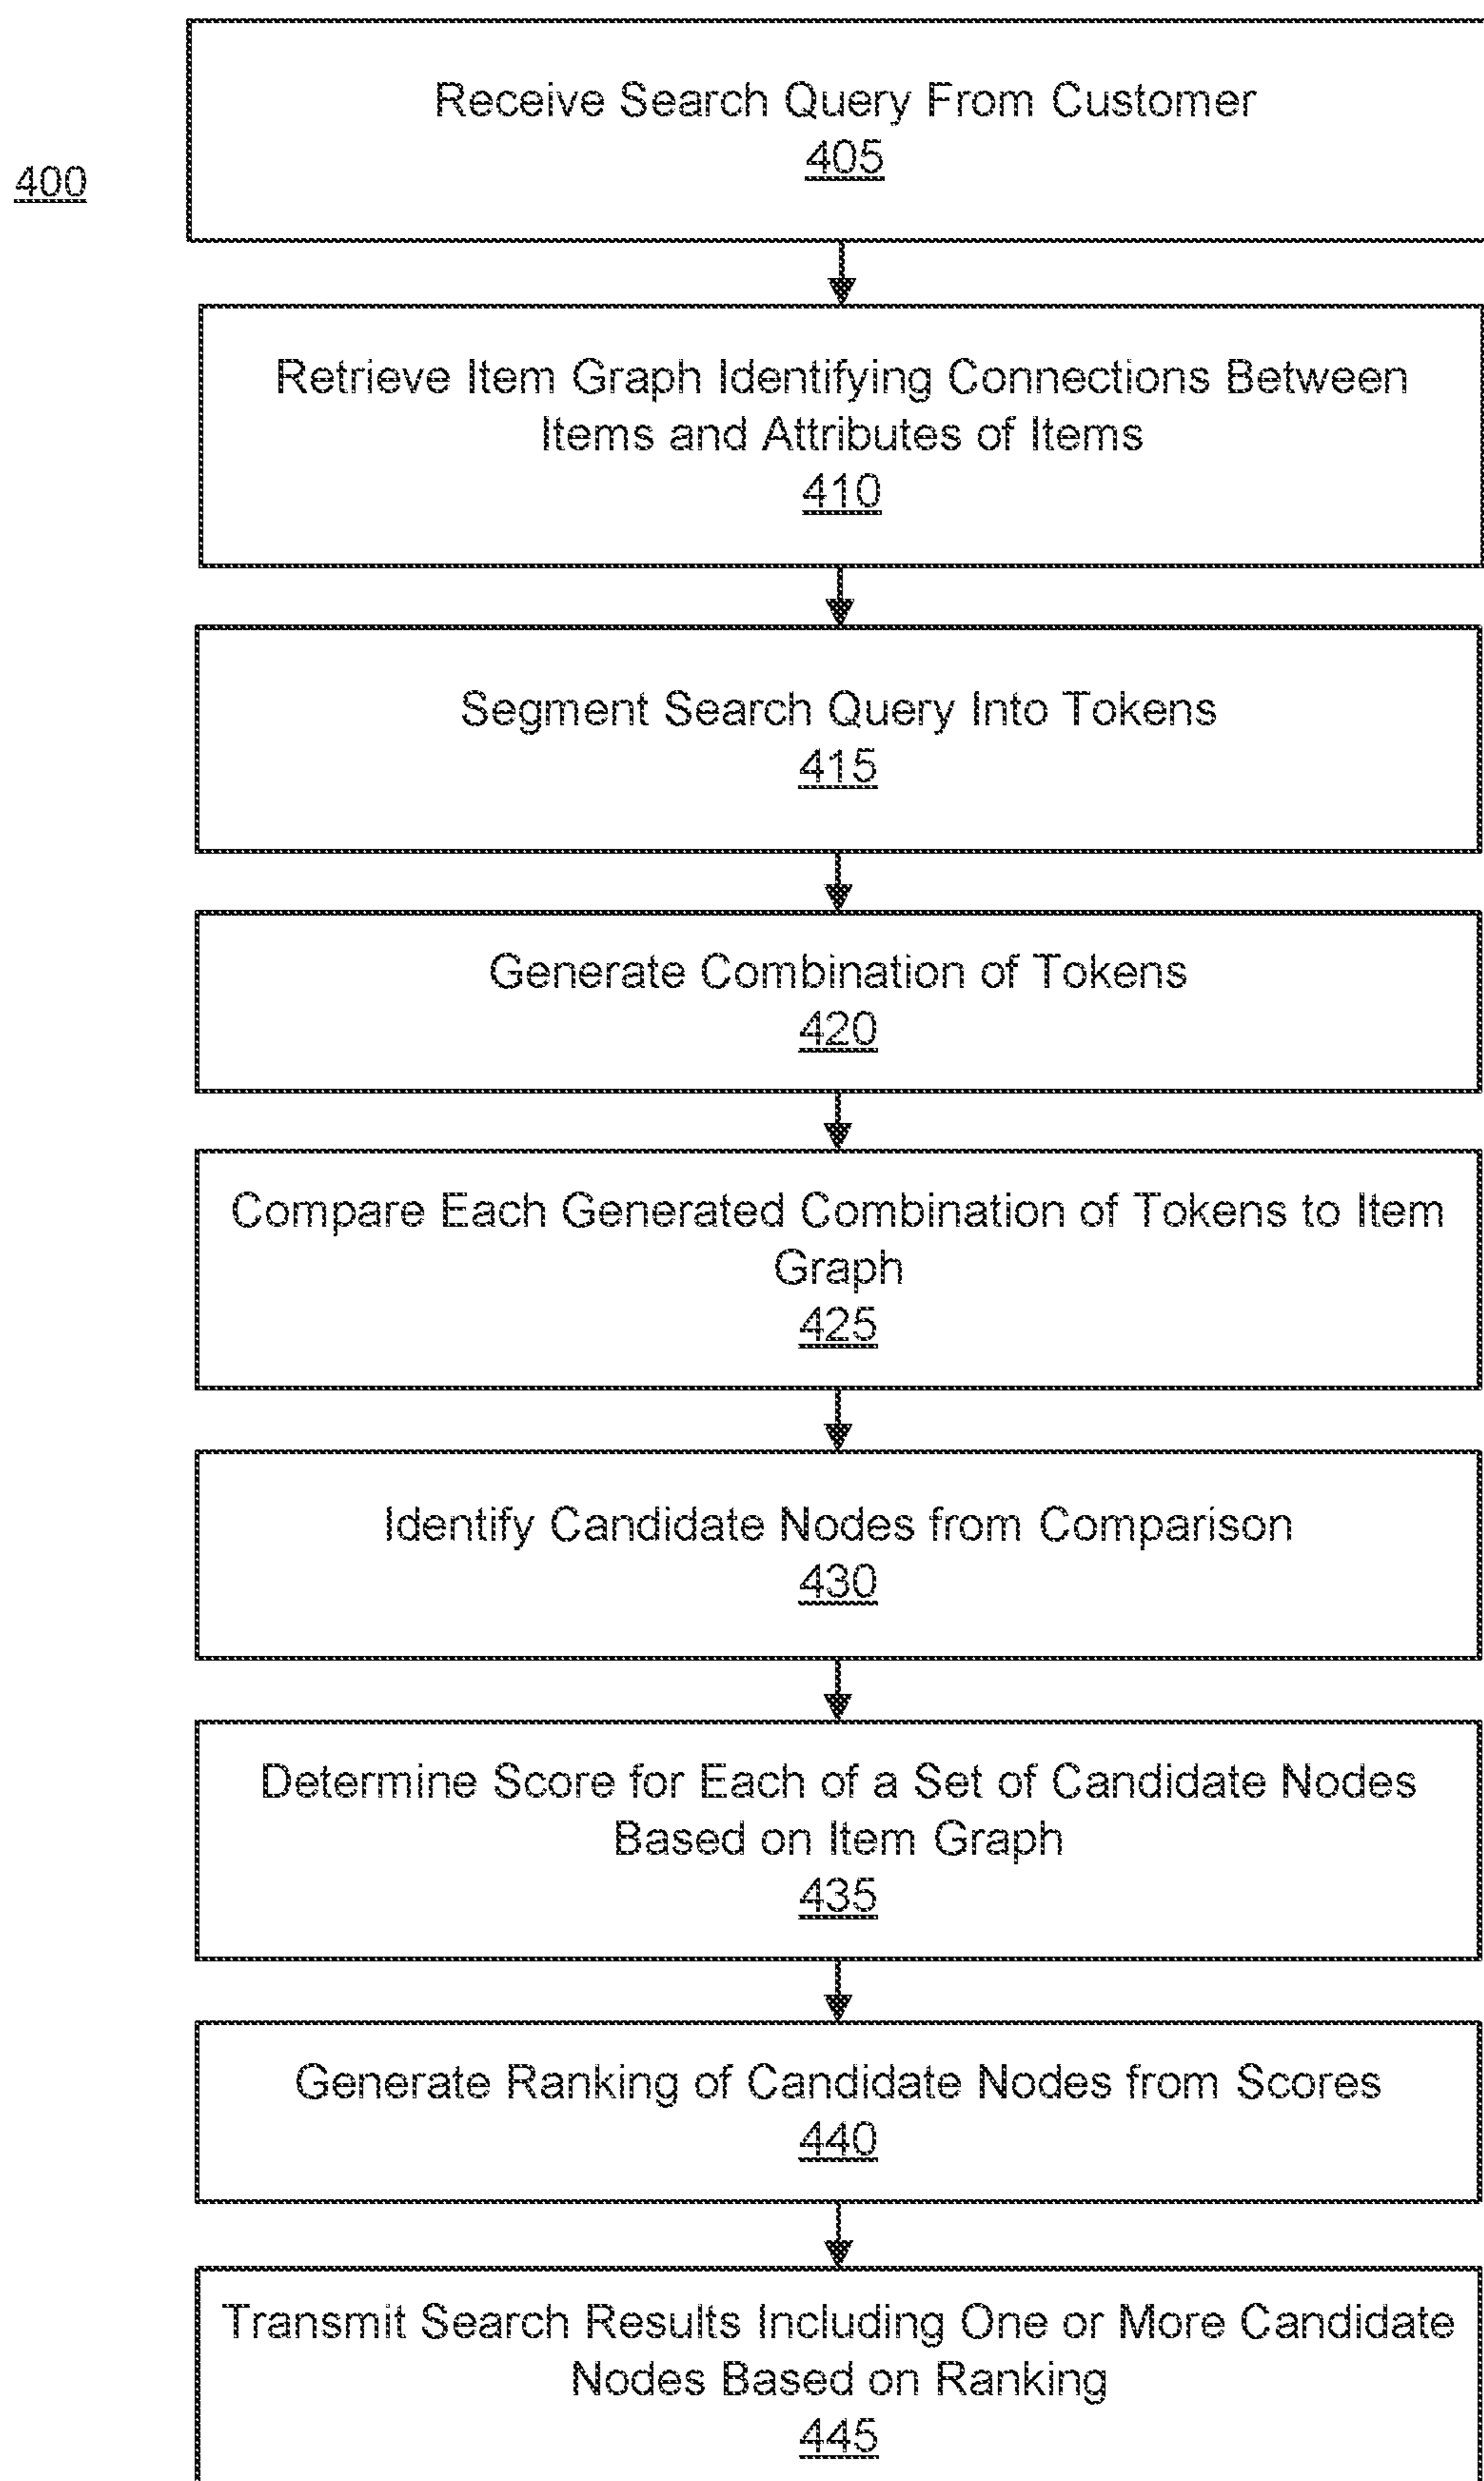 Receive Search Query From Customer
405
400
Retrieve Item Graph Identifying Connections Between
Items and Attributes of Items
410
Segment Search Query Into Tokens
415
Generate Combination of Tokens
420
Compare Each Generated Combination of Tokens to Item
Graph
425
Identify Candidate Nodes from Comparison
430
Determine Score for Each of a Set of Candidate Nodes
Based on Item Graph
435
Generate Ranking of Candidate Nodes from Scores
440
Transmit Search Results Including One or More Candidate
Nodes Based on Ranking
445